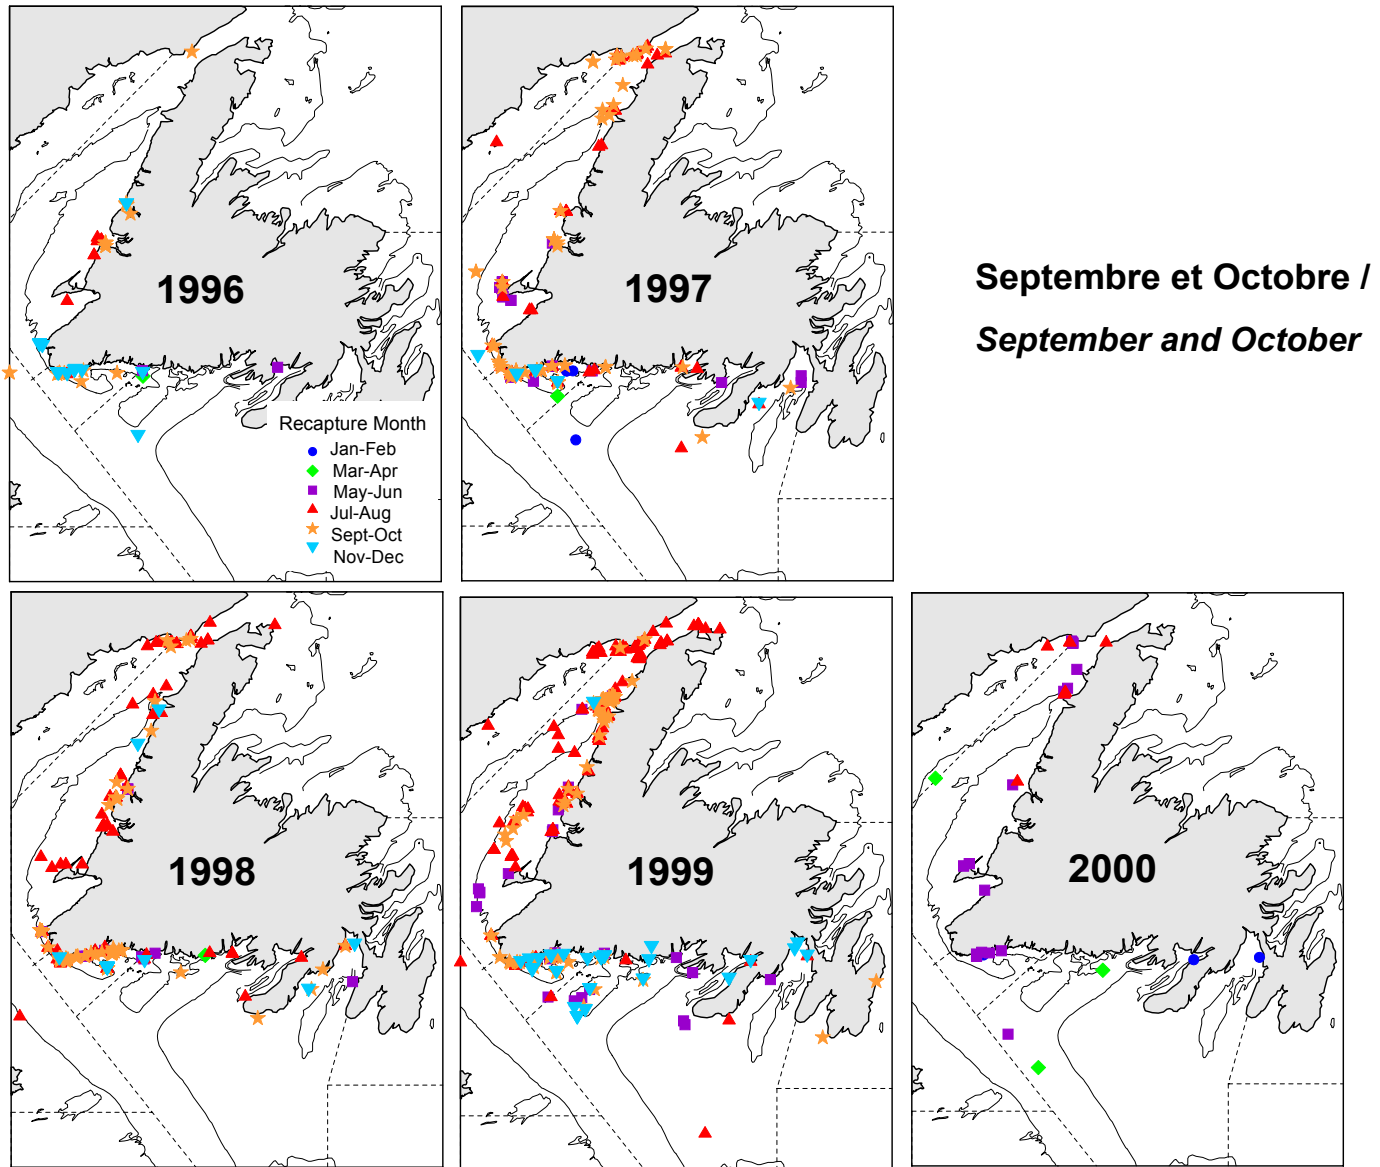 1996
1997
Septembre et Octobre /
September and October
Recapture Month
Jan-Feb
Mar-Apr
May-Jun
Jul-Aug
Sept-Oct
Nov-Dec
1998
1999
2000